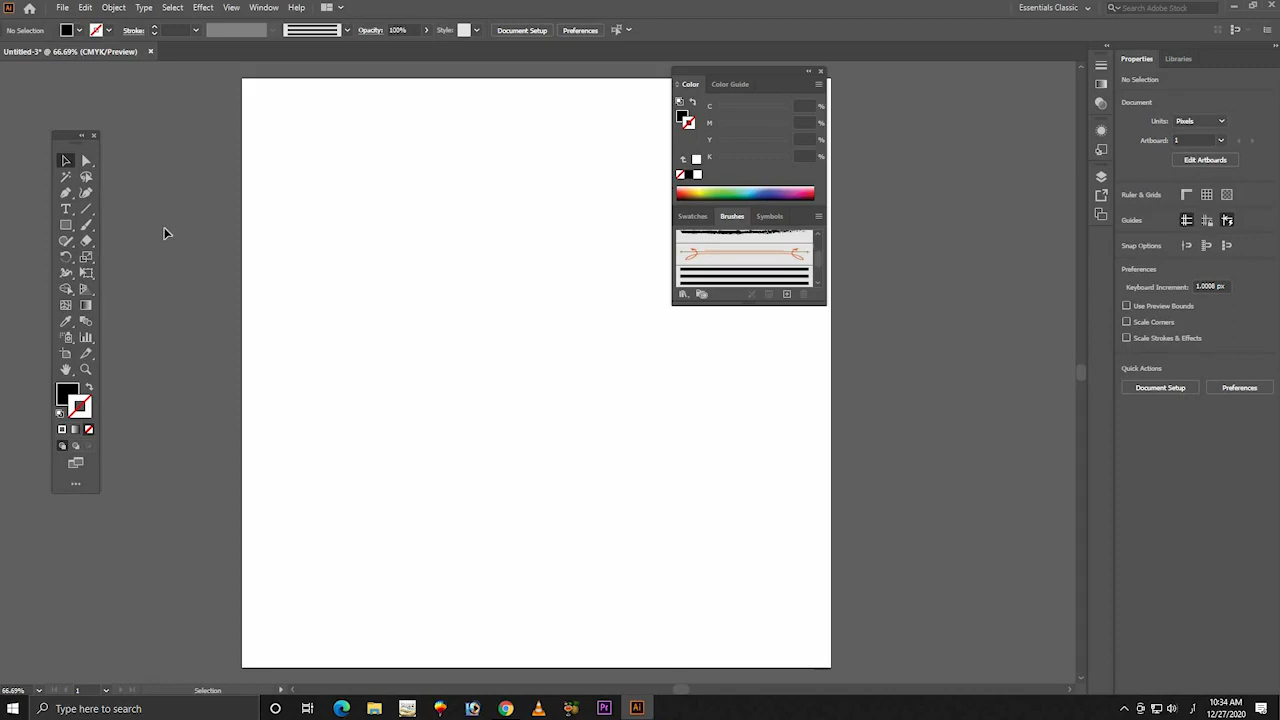 Ai File Edit Object Type Select Effect View Window Help Essentials Classic Search Adobe Stock
No Selection Stroke: Opacity: 100% Style: Document Setup Preferences
Untitled-3* @ 66.69% (CMYK/Preview) ×
Color Color Guide
C %
M %
Y %
K %
Swatches Brushes Symbols
Properties Libraries
No Selection
Document
Units: Pixels
Artboard: 1
Edit Artboards
Ruler & Grids
Guides
Snap Options
Preferences
Keyboard Increment: 1.0008 px
Use Preview Bounds
Scale Corners
Scale Strokes & Effects
Quick Actions
Document Setup Preferences
66.69% 1 Selection
Type here to search Pr Ai 10:34 AM
12/27/2020